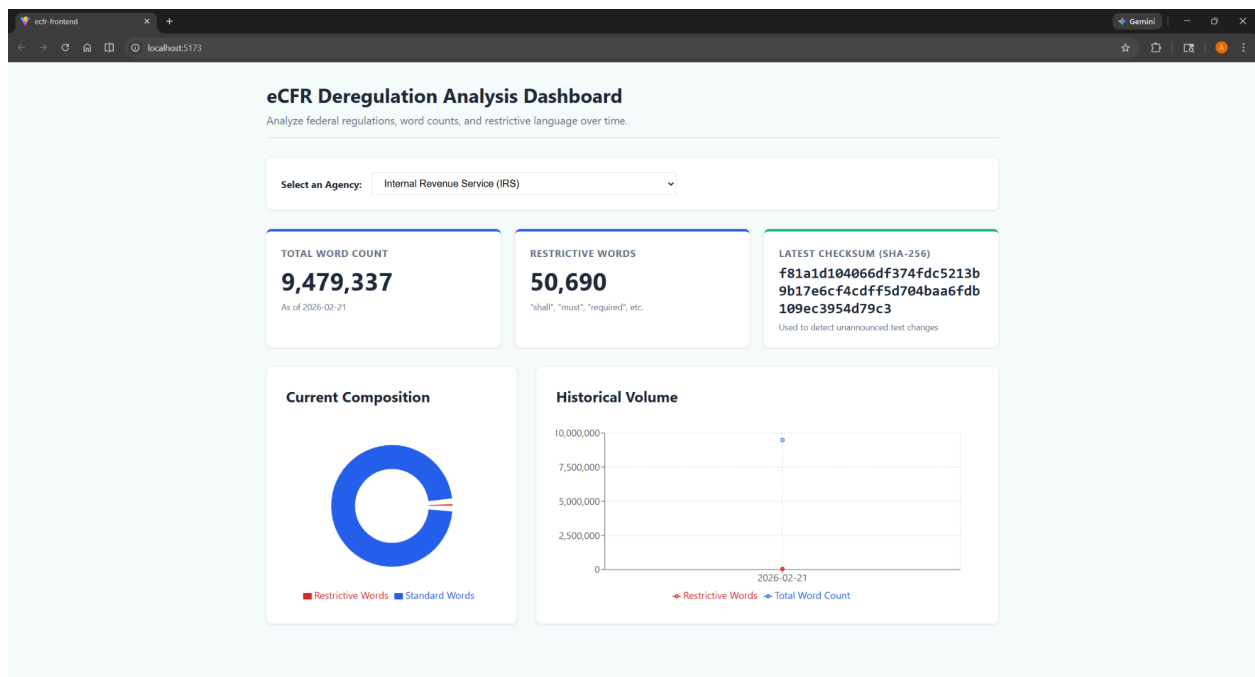 ecfr-frontend
Gemini
localhost:5173
A
eCFR Deregulation Analysis Dashboard
Analyze federal regulations, word counts, and restrictive language over time.
Select an Agency: Internal Revenue Service (IRS)
TOTAL WORD COUNT
9,479,337
As of 2026-02-21
RESTRICTIVE WORDS
50,690
"shall", "must", "required", etc.
LATEST CHECKSUM (SHA-256)
f81a1d104066df374fdc5213b
9b17e6cf4cdff5d704baa6fdb
109ec3954d79c3
Used to detect unannounced text changes
Current Composition
Restrictive Words Standard Words
Historical Volume
10,000,000
7,500,000
5,000,000
2,500,000
0
2026-02-21
Restrictive Words Total Word Count